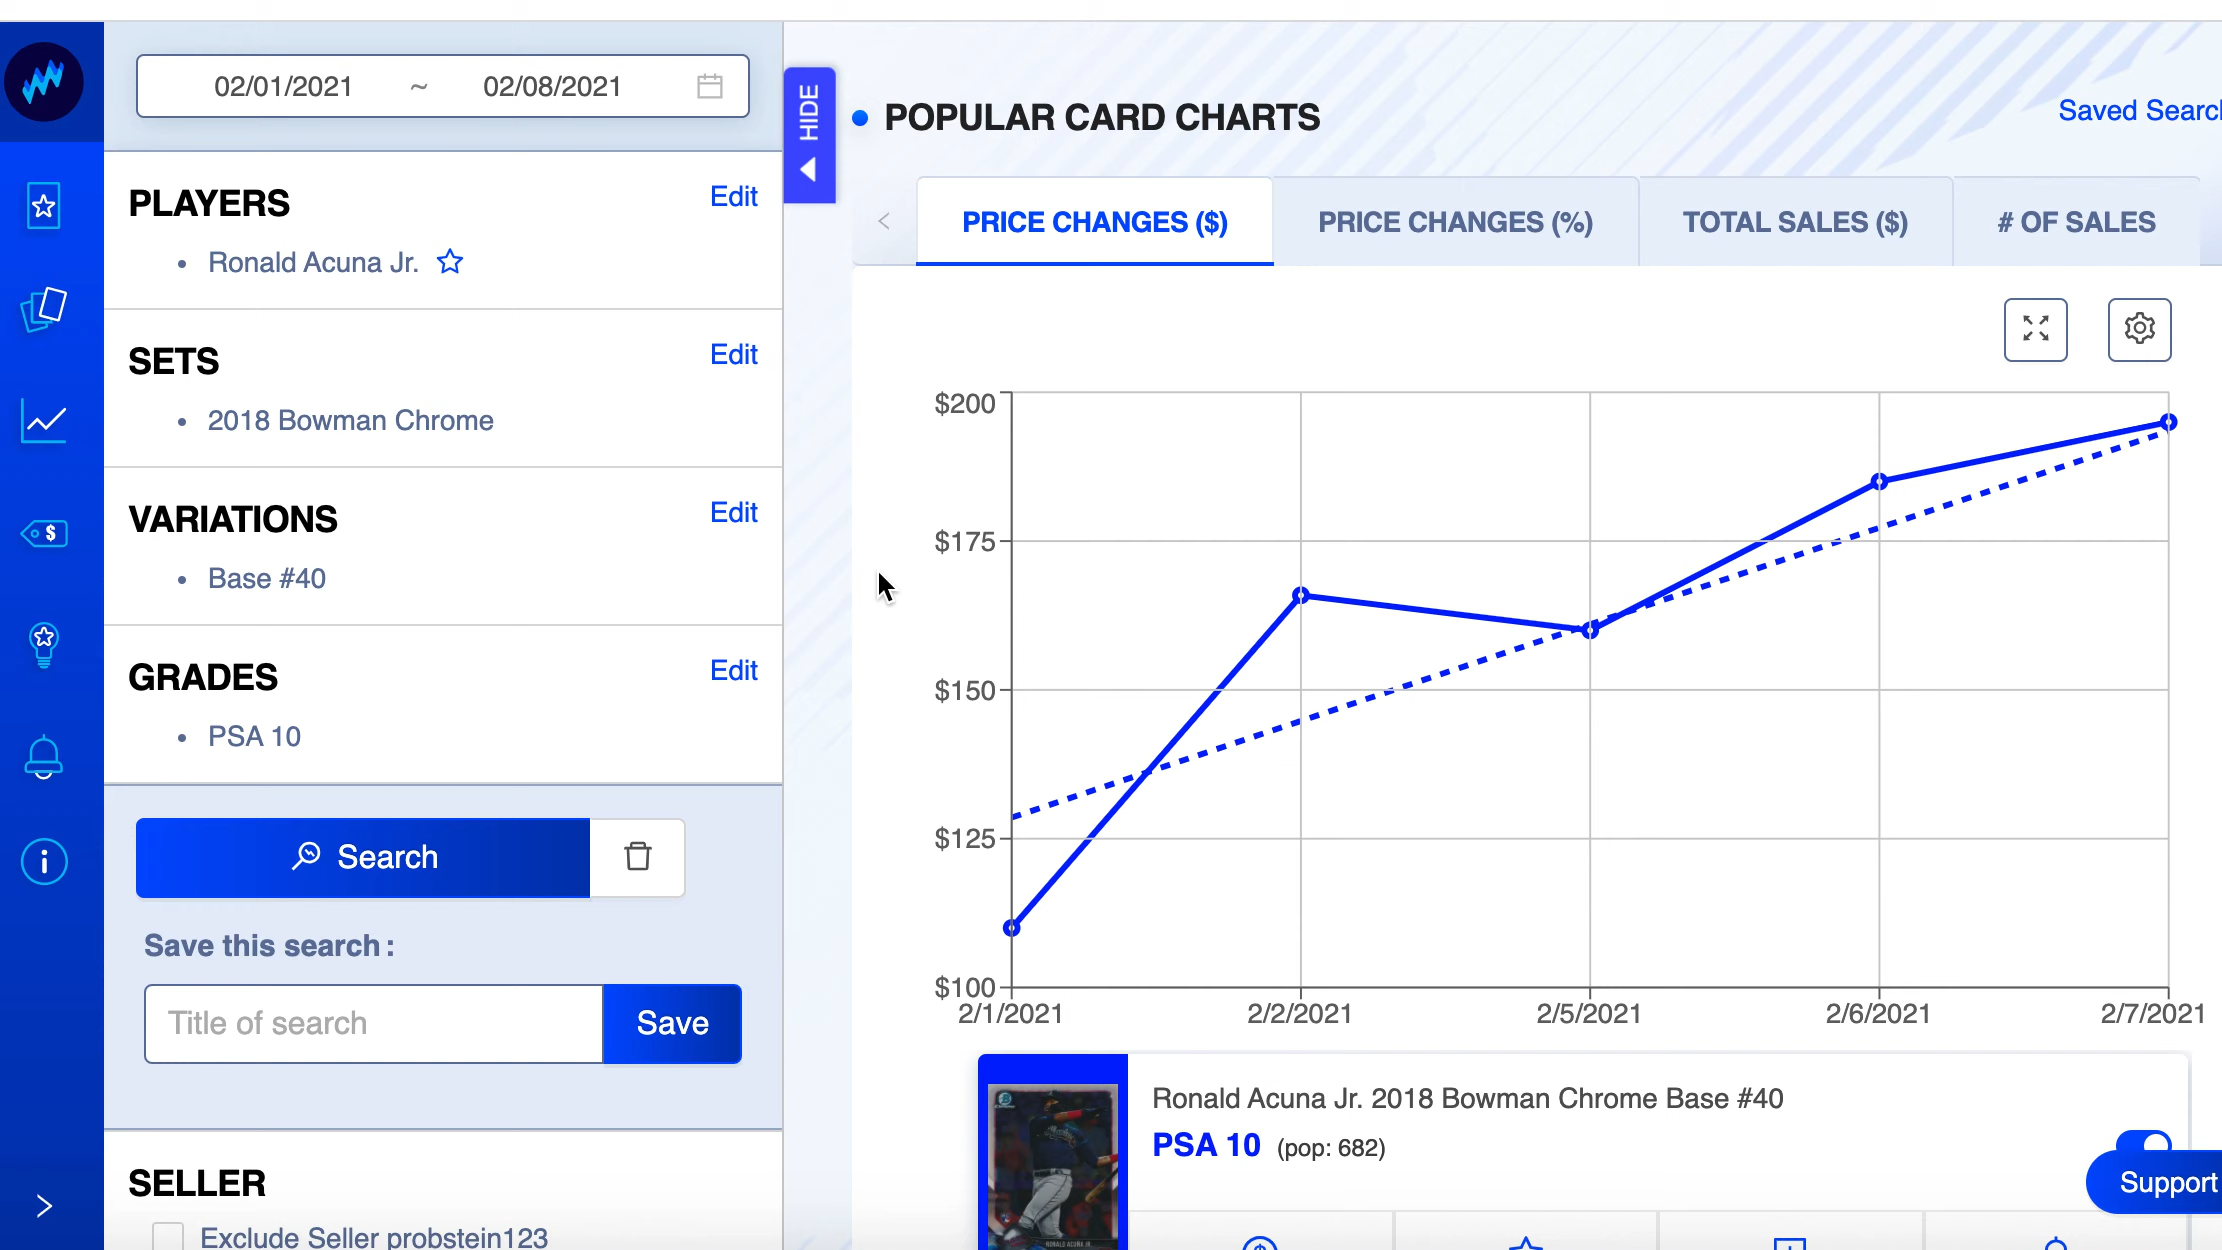 02/01/2021 ~ 02/08/2021
PLAYERS Edit
Ronald Acuna Jr.
SETS Edit
2018 Bowman Chrome
VARIATIONS Edit
Base #40
GRADES Edit
PSA 10
Search
Save this search :
Title of search Save
SELLER
Exclude Seller probstein123
HIDE
POPULAR CARD CHARTS
Saved Search
PRICE CHANGES ($) PRICE CHANGES (%) TOTAL SALES ($) # OF SALES
$200
$175
$150
$125
$100
2/1/2021 2/2/2021 2/5/2021 2/6/2021 2/7/2021
Ronald Acuna Jr. 2018 Bowman Chrome Base #40
PSA 10 (pop: 682)
Support
RONALD ACUÑA JR.